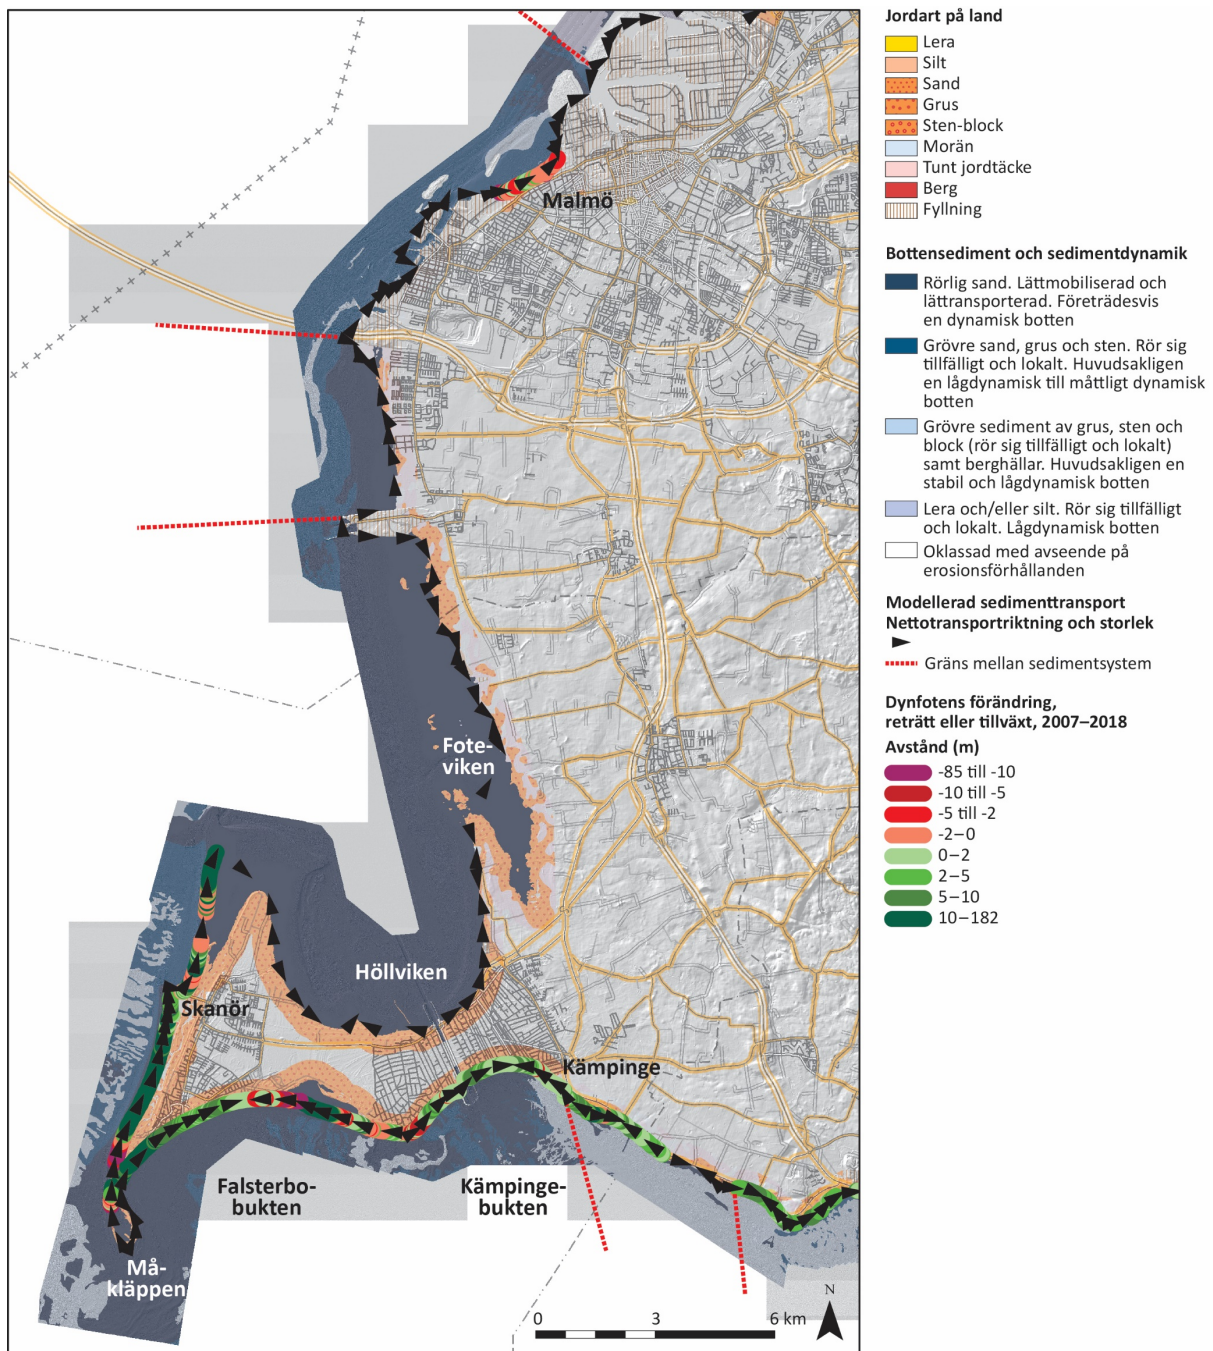 Malmö
Fote-
viken
Höllviken
Skanör
Kämpinge
Falsterbo-
bukten
Kämpinge-
bukten
Må-
kläppen
0 3 6 km
N
Jordart på land
Lera
Silt
Sand
Grus
Sten-block
Morän
Tunt jordtäcke
Berg
Fyllning
Bottensediment och sedimentdynamik
Rörlig sand. Lättmobiliserad och
lättransporterad. Företrädesvis
en dynamisk botten
Grövre sand, grus och sten. Rör sig
tillfälligt och lokalt. Huvudsakligen
en lågdynamisk till måttligt dynamisk
botten
Grövre sediment av grus, sten och
block (rör sig tillfälligt och lokalt)
samt berghällar. Huvudsakligen en
stabil och lågdynamisk botten
Lera och/eller silt. Rör sig tillfälligt
och lokalt. Lågdynamisk botten
Oklassad med avseende på
erosionsförhållanden
Modellerad sedimenttransport
Nettotransportriktning och storlek
Gräns mellan sedimentsystem
Dynfotens förändring,
reträtt eller tillväxt, 2007–2018
Avstånd (m)
-85 till -10
-10 till -5
-5 till -2
-2–0
0–2
2–5
5–10
10–182